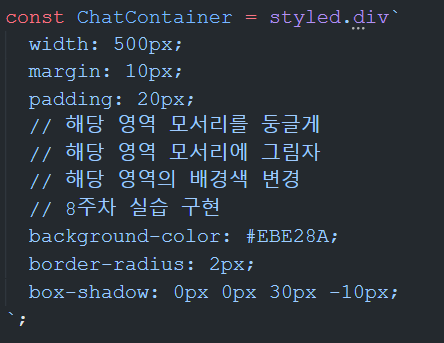 const ChatContainer = styled.div`
width: 500px;
margin: 10px;
padding: 20px;
// 해당 영역 모서리를 둥글게
// 해당 영역 모서리에 그림자
// 해당 영역의 배경색 변경
// 8주차 실습 구현
background-color: #EBE28A;
border-radius: 2px;
box-shadow: 0px 0px 30px -10px;
`;